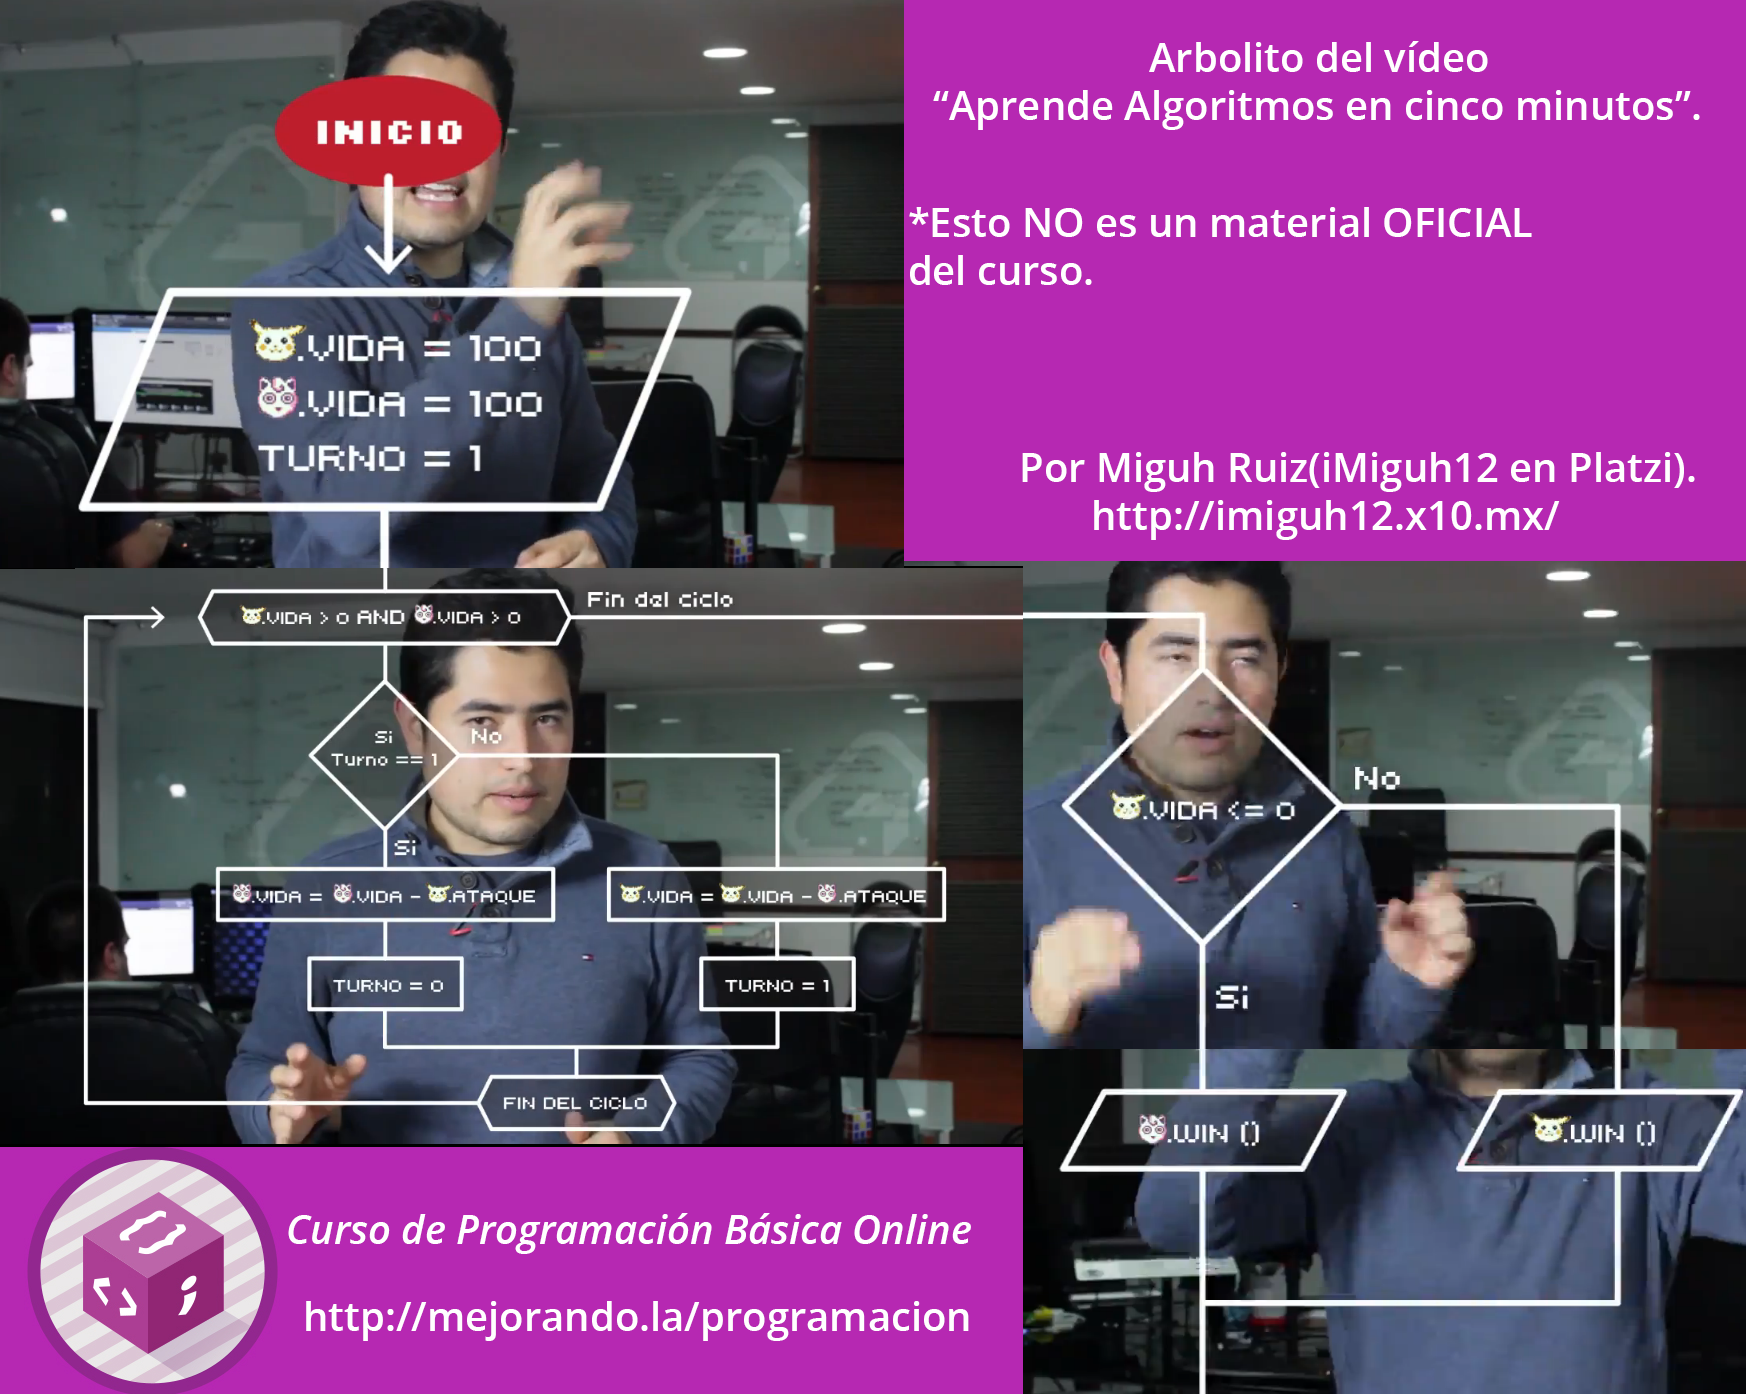 INICIO
.VIDA = 100
.VIDA = 100
TURNO = 1
Arbolito del vídeo
“Aprende Algoritmos en cinco minutos”.
*Esto NO es un material OFICIAL
del curso.
Por Miguh Ruiz(iMiguh12 en Platzi).
http://imiguh12.x10.mx/
.VIDA > 0 AND .VIDA > 0
Fin del ciclo
Si
Turno == 1
No
Si
.VIDA = .VIDA - .ATAQUE
.VIDA = .VIDA - .ATAQUE
TURNO = 0
TURNO = 1
FIN DEL CICLO
.VIDA <= 0
No
Si
.WIN ()
.WIN ()
Curso de Programación Básica Online
http://mejorando.la/programacion